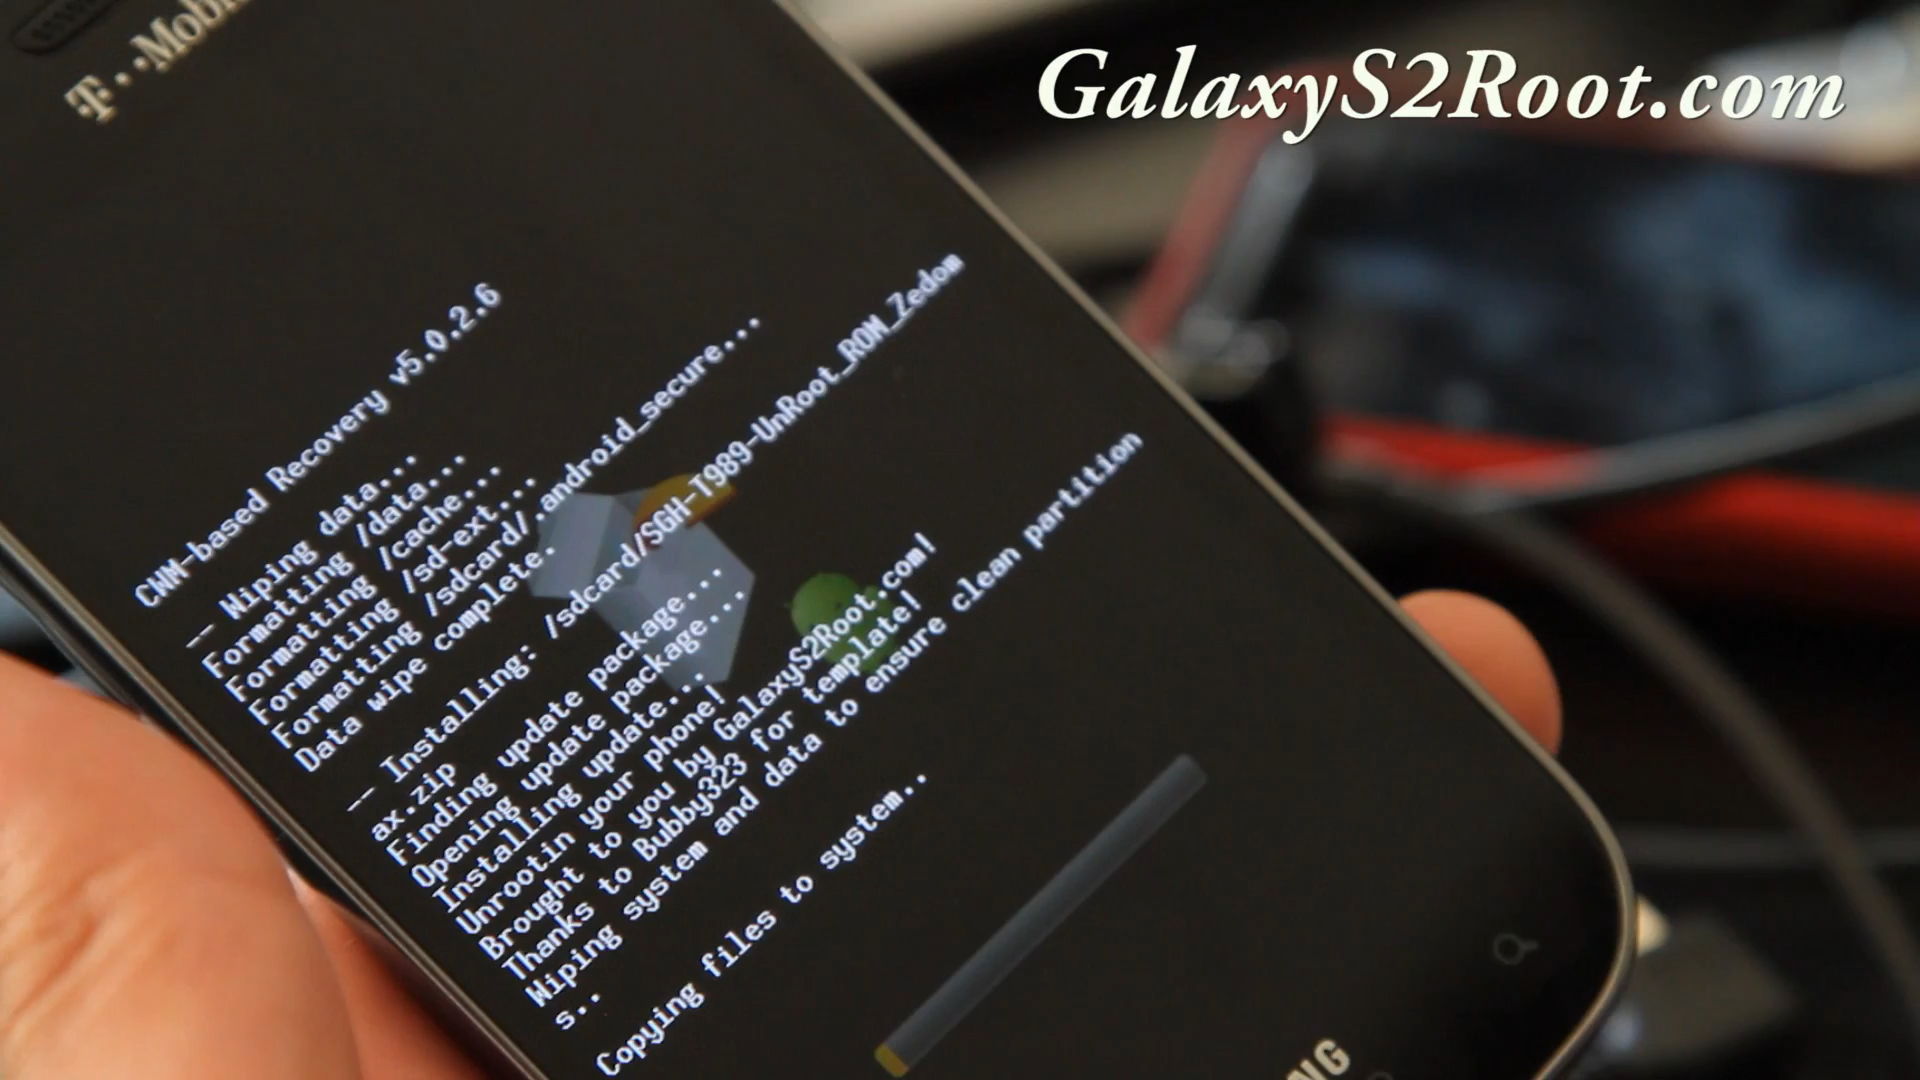 T··Mobil
GalaxyS2Root.com
CWM-based Recovery v5.0.2.6
-- Wiping data...
Formatting /data...
Formatting /cache...
Formatting /sd-ext...
Formatting /sdcard/.android_secure...
Data wipe complete.
-- Installing: /sdcard/SGH-T989-UnRoot_ROM_Zedom
ax.zip
Finding update package...
Opening update package...
Installing update...
Unrootin your phone!
Brought to you by GalaxyS2Root.com!
Thanks to Bubby323 for template!
Wiping system and data to ensure clean partition
s..
Copying files to system..
NG